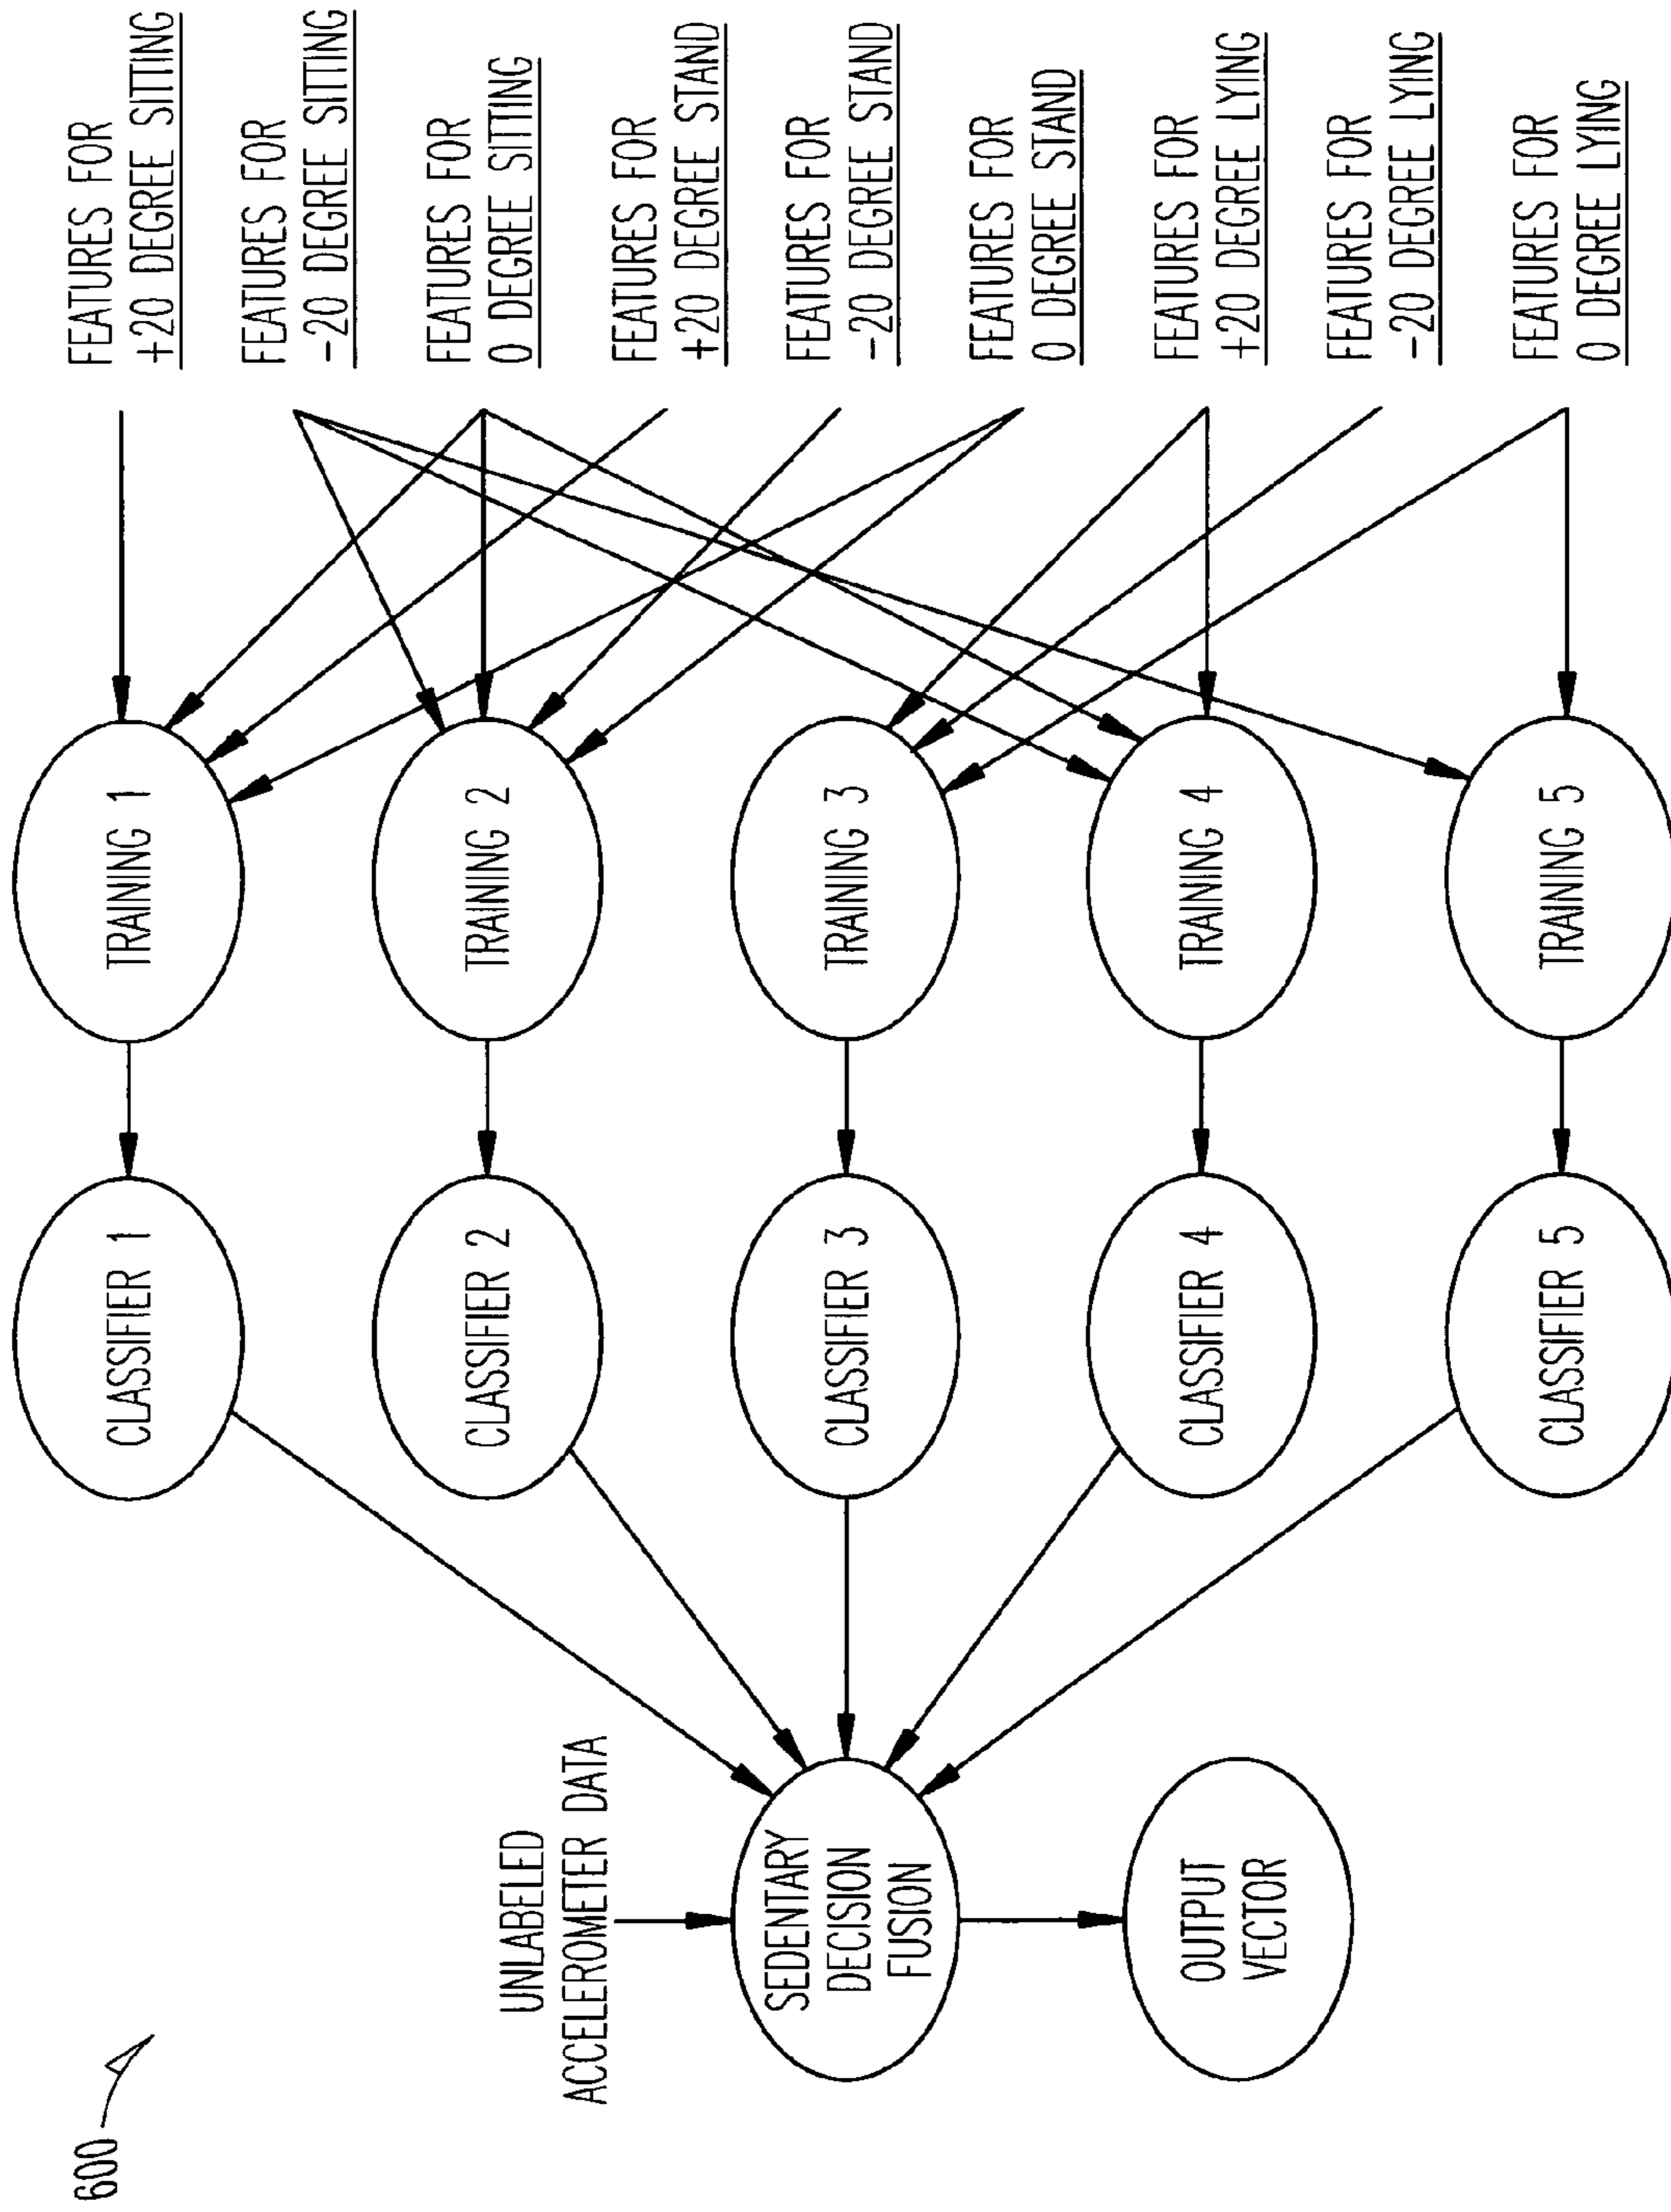 600
UNLABELED
ACCELEROMETER DATA
SEDENTARY
DECISION
FUSION
OUTPUT
VECTOR
CLASSIFIER 1
CLASSIFIER 2
CLASSIFIER 3
CLASSIFIER 4
CLASSIFIER 5
TRAINING 1
TRAINING 2
TRAINING 3
TRAINING 4
TRAINING 5
FEATURES FOR
+20 DEGREE SITTING
FEATURES FOR
-20 DEGREE SITTING
FEATURES FOR
0 DEGREE SITTING
FEATURES FOR
+20 DEGREE STAND
FEATURES FOR
-20 DEGREE STAND
FEATURES FOR
0 DEGREE STAND
FEATURES FOR
+20 DEGREE LYING
FEATURES FOR
-20 DEGREE LYING
FEATURES FOR
0 DEGREE LYING